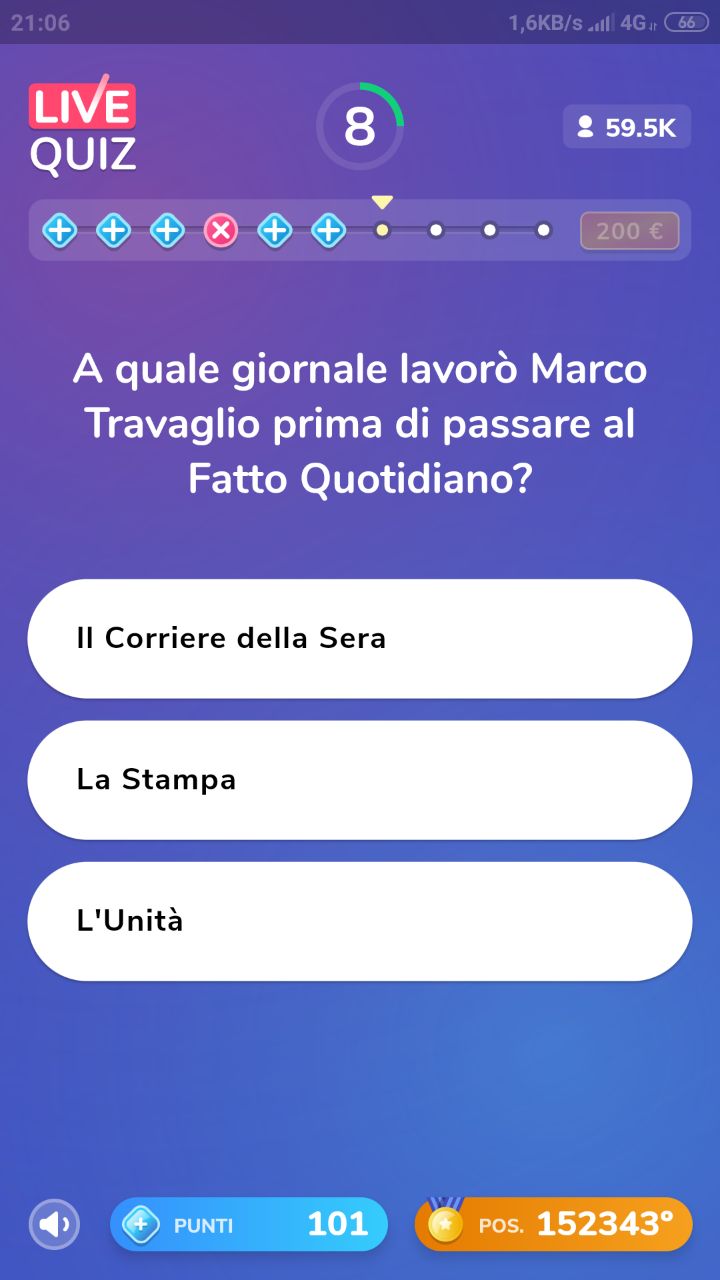 21:06
1,6KB/s 4G 66
LIVE
QUIZ
8
59.5K
200 €
A quale giornale lavorò Marco
Travaglio prima di passare al
Fatto Quotidiano?
Il Corriere della Sera
La Stampa
L'Unità
PUNTI 101
POS. 152343°